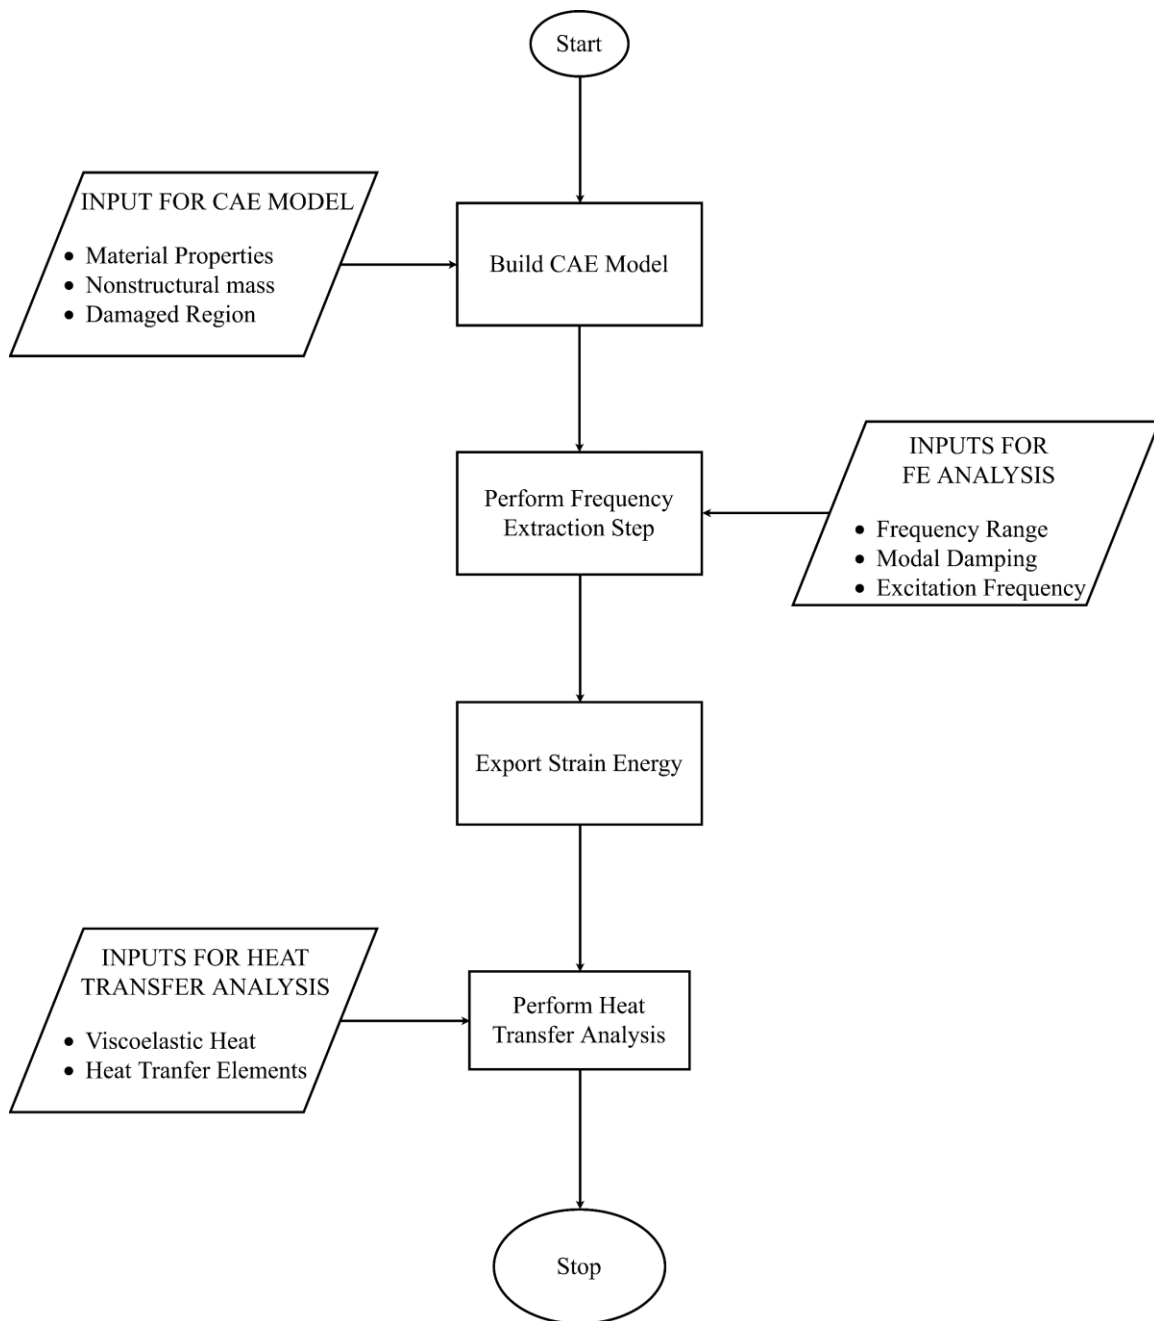 Start
INPUT FOR CAE MODEL
• Material Properties
• Nonstructural mass
• Damaged Region
Build CAE Model
INPUTS FOR
FE ANALYSIS
• Frequency Range
• Modal Damping
• Excitation Frequency
Perform Frequency
Extraction Step
Export Strain Energy
INPUTS FOR HEAT
TRANSFER ANALYSIS
• Viscoelastic Heat
• Heat Tranfer Elements
Perform Heat
Transfer Analysis
Stop